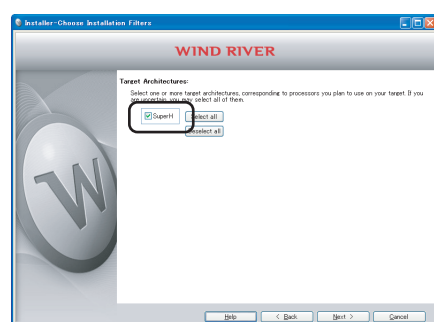 Installer-Choose Installation Filters
WIND RIVER
Target Architectures:
Select one or more target architectures, corresponding to processors you plan to use on your target. If you
are uncertain, you may select all of them.
SuperH
Select all
Deselect all
W
Help
< Back
Next >
Cancel